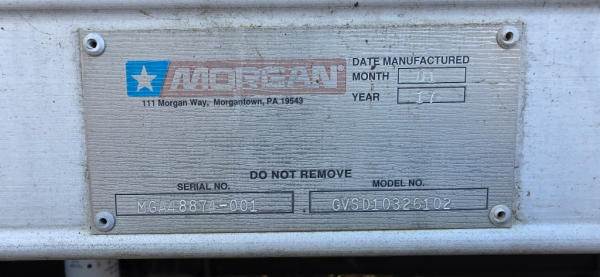 MORGAN
111 Morgan Way, Morgantown, PA 19543
DATE MANUFACTURED
MONTH 01
YEAR 17
DO NOT REMOVE
SERIAL NO. MODEL NO.
MGA48874-001 GVSD10326102